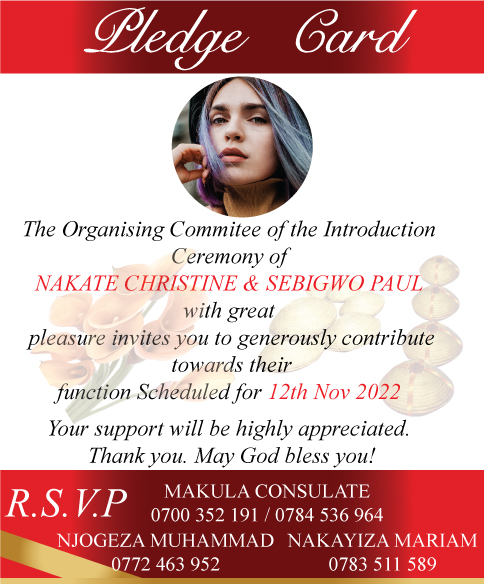 Pledge Card
The Organising Commitee of the Introduction
Ceremony of
NAKATE CHRISTINE & SEBIGWO PAUL
with great
pleasure invites you to generously contribute
towards their
function Scheduled for 12th Nov 2022
Your support will be highly appreciated.
Thank you. May God bless you!
R.S.V.P
MAKULA CONSULATE
0700 352 191 / 0784 536 964
NJOGEZA MUHAMMAD NAKAYIZA MARIAM
0772 463 952 0783 511 589